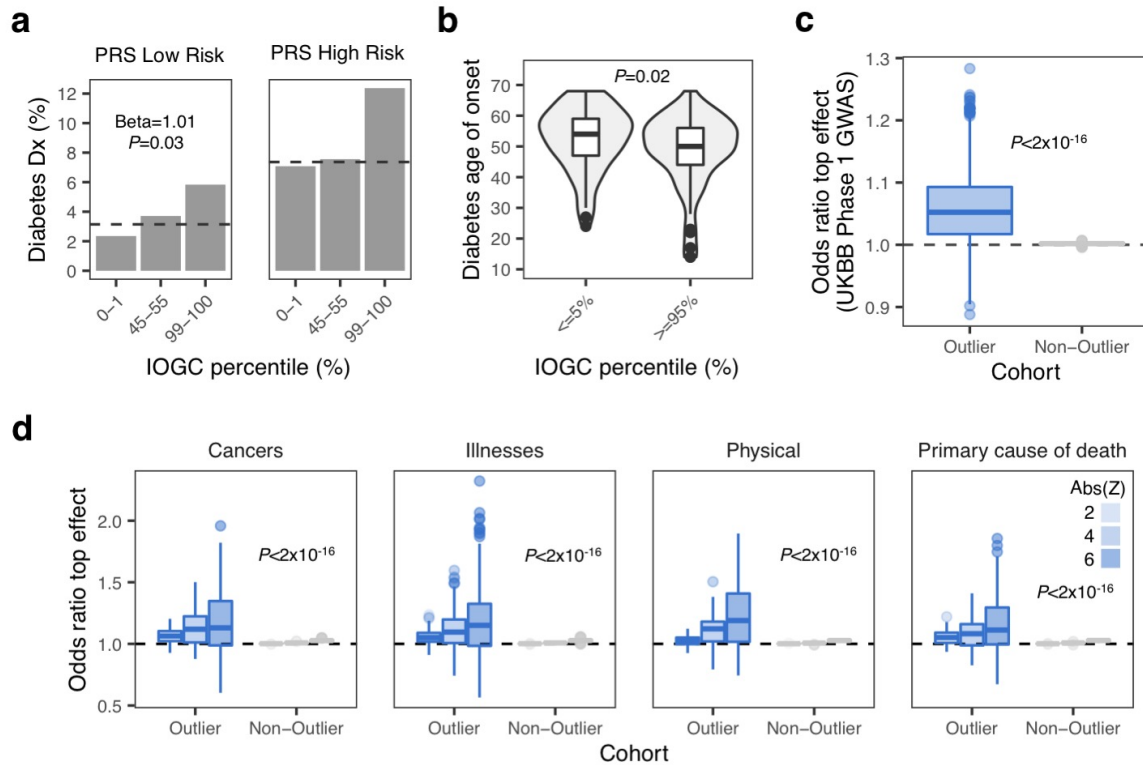 a
PRS Low Risk
PRS High Risk
Diabetes Dx (%)
12
10
8
6
4
2
0
Beta=1.01
P=0.03
0−1
45−55
99−100
0−1
45−55
99−100
IOGC percentile (%)
b
Diabetes age of onset
70
60
50
40
30
20
10
P=0.02
<=5%
>=95%
IOGC percentile (%)
c
Odds ratio top effect
(UKBB Phase 1 GWAS)
1.3
1.2
1.1
1.0
0.9
P<2x10⁻¹⁶
Outlier
Non−Outlier
Cohort
d
Cancers
Illnesses
Physical
Primary cause of death
Odds ratio top effect
2.0
1.5
1.0
0.5
P<2x10⁻¹⁶
P<2x10⁻¹⁶
P<2x10⁻¹⁶
Abs(Z)
2
4
6
P<2x10⁻¹⁶
Outlier
Non−Outlier
Outlier
Non−Outlier
Outlier
Non−Outlier
Outlier
Non−Outlier
Cohort